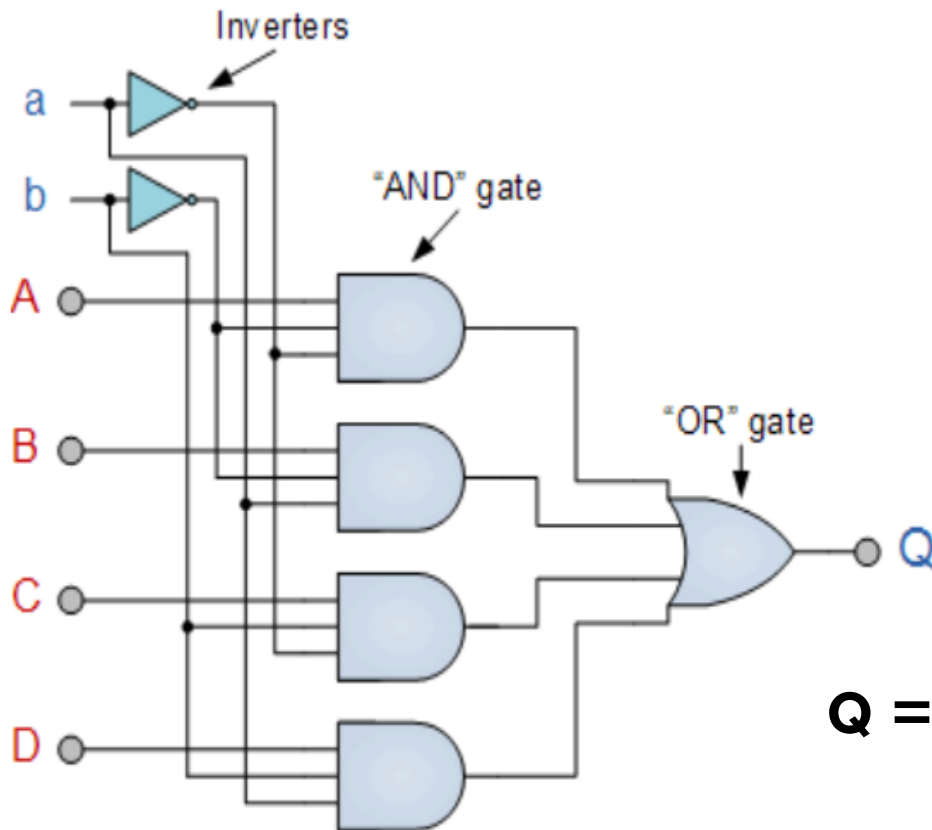 Inverters
a
b
“AND” gate
A
“OR” gate
B
Q
C
Q =
D